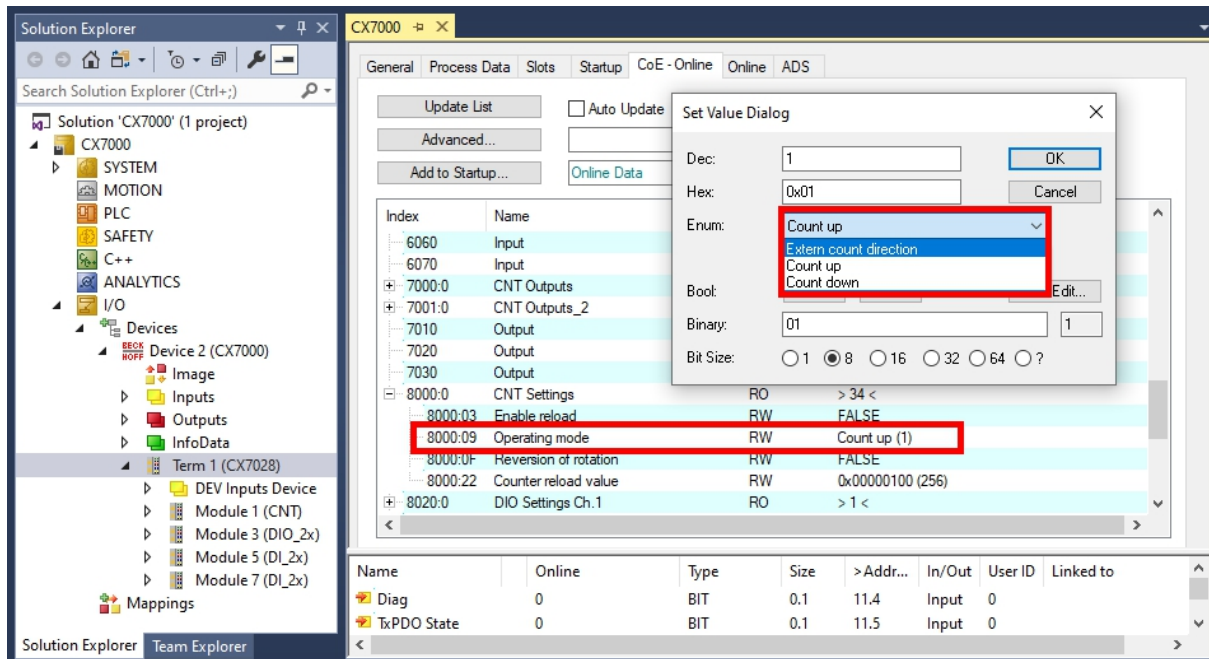 Solution Explorer
Search Solution Explorer (Ctrl+;)
Solution 'CX7000' (1 project)
CX7000
SYSTEM
MOTION
PLC
SAFETY
C++
ANALYTICS
I/O
Devices
BECKHOFF Device 2 (CX7000)
Image
Inputs
Outputs
InfoData
Term 1 (CX7028)
DEV Inputs Device
Module 1 (CNT)
Module 3 (DIO_2x)
Module 5 (DI_2x)
Module 7 (DI_2x)
Mappings
Solution Explorer Team Explorer
CX7000
General Process Data Slots Startup CoE - Online Online ADS
Update List Auto Update
Advanced...
Add to Startup... Online Data
Index Name
6060 Input
6070 Input
7000:0 CNT Outputs
7001:0 CNT Outputs_2
7010 Output
7020 Output
7030 Output
8000:0 CNT Settings RO > 34 <
8000:03 Enable reload RW FALSE
8000:09 Operating mode RW Count up (1)
8000:0F Reversion of rotation RW FALSE
8000:22 Counter reload value RW 0x00000100 (256)
8020:0 DIO Settings Ch.1 RO > 1 <
Set Value Dialog
Dec: 1 OK
Hex: 0x01 Cancel
Enum: Count up
Extern count direction
Count up
Count down
Bool: Edit...
Binary: 01 1
Bit Size: 1 8 16 32 64 ?
Name Online Type Size >Addr... In/Out User ID Linked to
Diag 0 BIT 0.1 11.4 Input 0
TxPDO State 0 BIT 0.1 11.5 Input 0